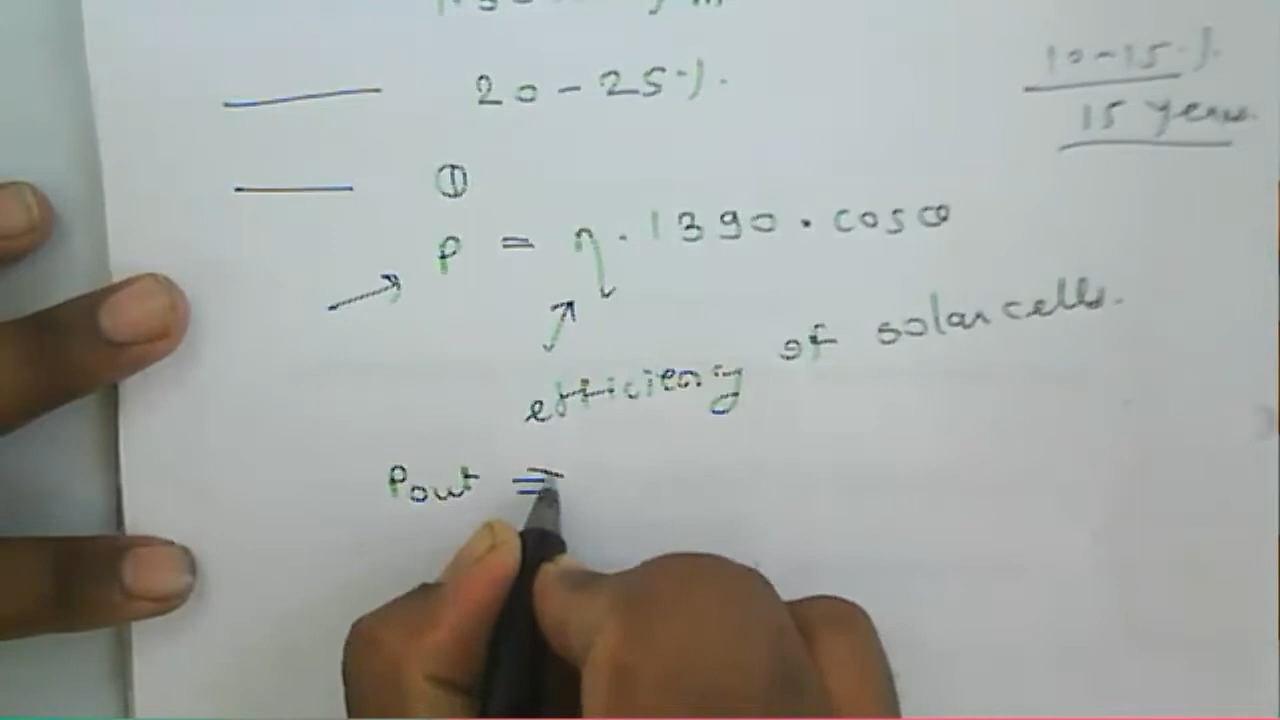 20-25%.
10-15%.
15 years.
①
P = η. 1390. cosθ
efficiency of solar cells.
Pout =